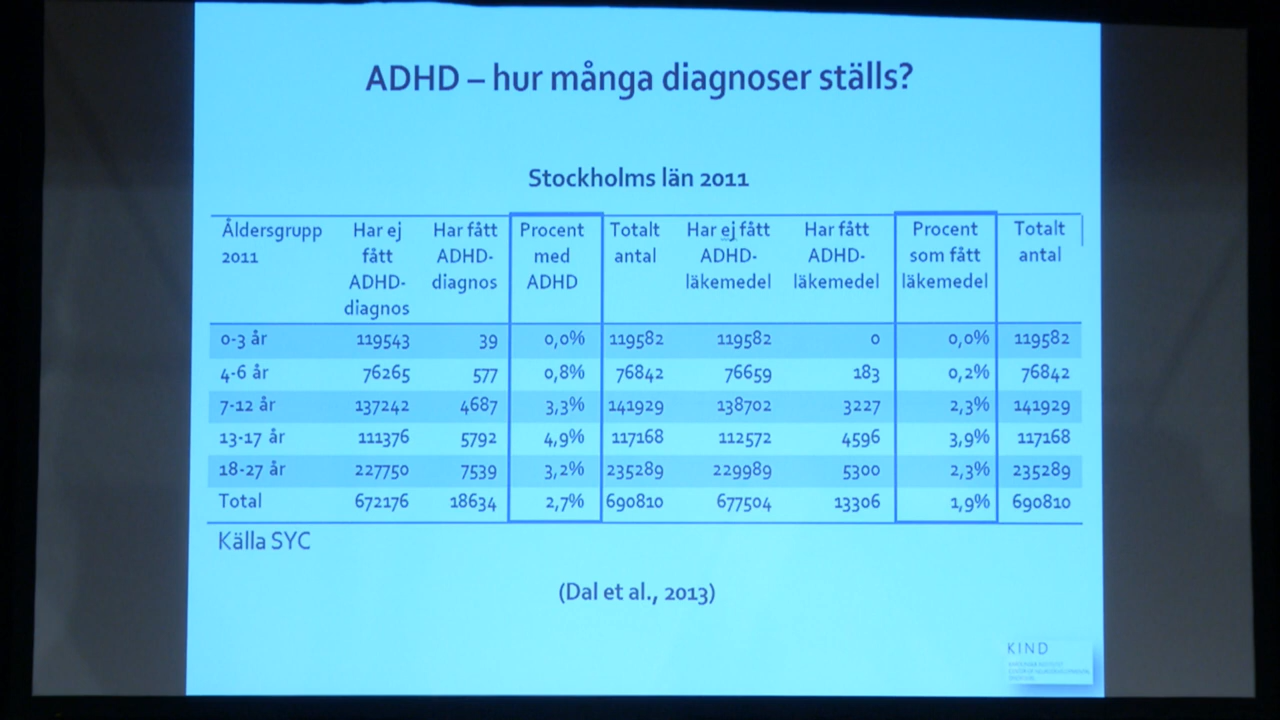 ADHD – hur många diagnoser ställs?
Stockholms län 2011
Åldersgrupp 2011 Har ej fått ADHD-diagnos Har fått ADHD-diagnos Procent med ADHD Totalt antal Har ej fått ADHD-läkemedel Har fått ADHD-läkemedel Procent som fått läkemedel Totalt antal
0-3 år 119543 39 0,0% 119582 119582 0 0,0% 119582
4-6 år 76265 577 0,8% 76842 76659 183 0,2% 76842
7-12 år 137242 4687 3,3% 141929 138702 3227 2,3% 141929
13-17 år 111376 5792 4,9% 117168 112572 4596 3,9% 117168
18-27 år 227750 7539 3,2% 235289 229989 5300 2,3% 235289
Total 672176 18634 2,7% 690810 677504 13306 1,9% 690810
Källa SYC
(Dal et al., 2013)
KIND